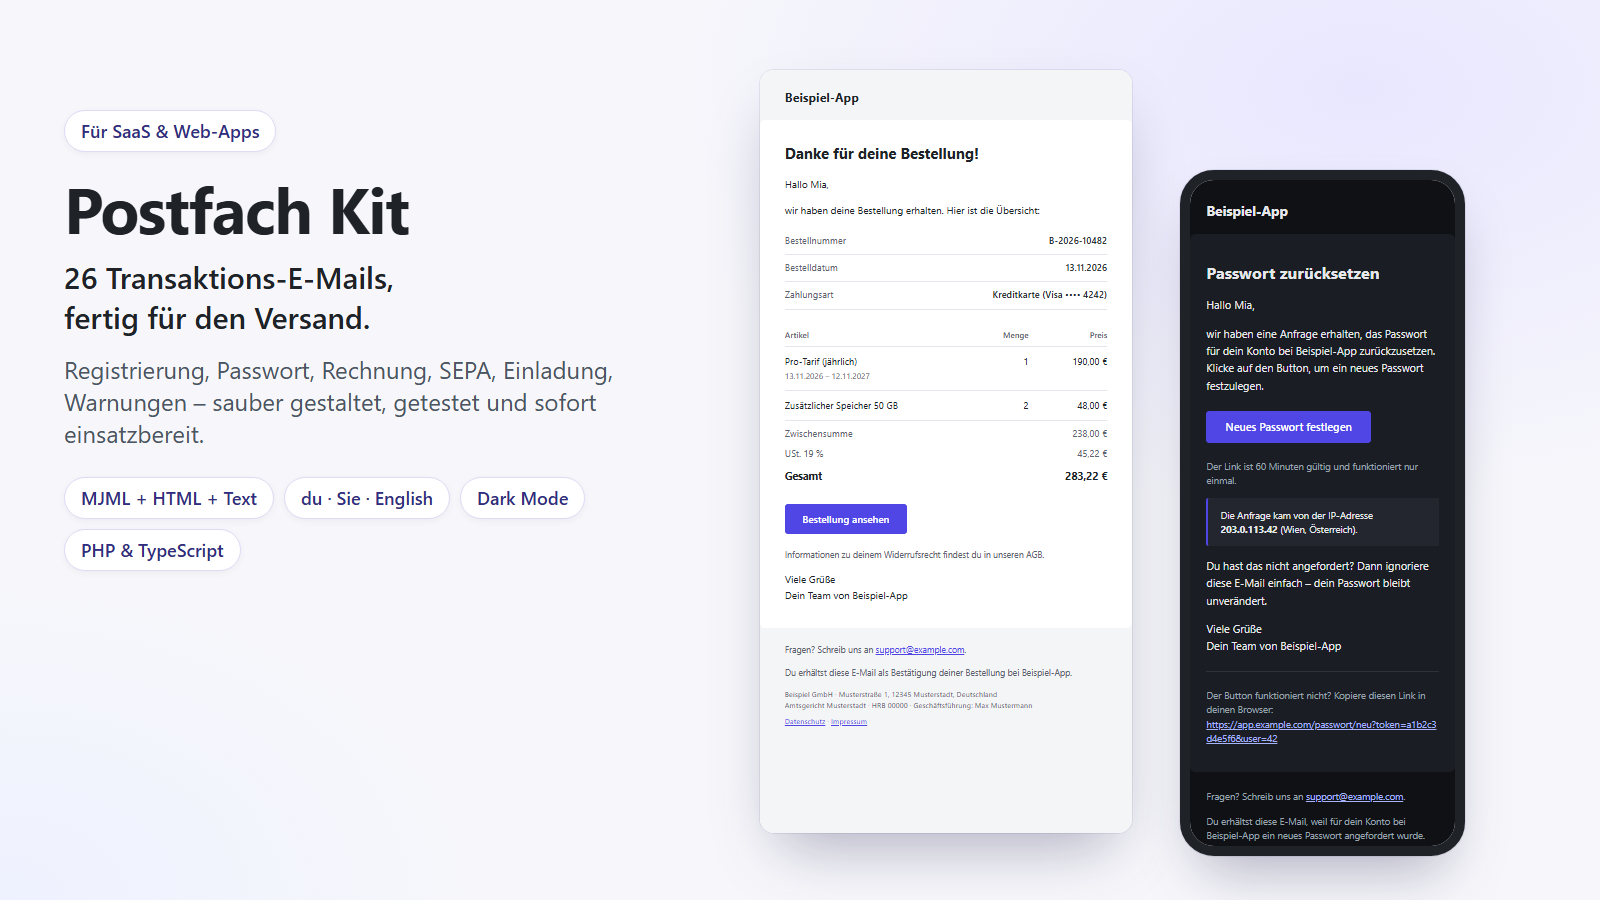 Für SaaS & Web-Apps
Postfach Kit
26 Transaktions-E-Mails,
fertig für den Versand.
Registrierung, Passwort, Rechnung, SEPA, Einladung,
Warnungen – sauber gestaltet, getestet und sofort
einsatzbereit.
MJML + HTML + Text
du · Sie · English
Dark Mode
PHP & TypeScript
Beispiel-App
Danke für deine Bestellung!
Hallo Mia,
wir haben deine Bestellung erhalten. Hier ist die Übersicht:
Bestellnummer B-2026-10482
Bestelldatum 13.11.2026
Zahlungsart Kreditkarte (Visa •••• 4242)
Artikel Menge Preis
Pro-Tarif (jährlich) 1 190,00 €
13.11.2026 – 12.11.2027
Zusätzlicher Speicher 50 GB 2 48,00 €
Zwischensumme 238,00 €
USt. 19 % 45,22 €
Gesamt 283,22 €
Bestellung ansehen
Informationen zu deinem Widerrufsrecht findest du in unseren AGB.
Viele Grüße
Dein Team von Beispiel-App
Fragen? Schreib uns an support@example.com.
Du erhältst diese E-Mail als Bestätigung deiner Bestellung bei Beispiel-App.
Beispiel GmbH · Musterstraße 1, 12345 Musterstadt, Deutschland
Amtsgericht Musterstadt · HRB 00000 · Geschäftsführung: Max Mustermann
Datenschutz · Impressum
Beispiel-App
Passwort zurücksetzen
Hallo Mia,
wir haben eine Anfrage erhalten, das Passwort
für dein Konto bei Beispiel-App zurückzusetzen.
Klicke auf den Button, um ein neues Passwort
festzulegen.
Neues Passwort festlegen
Der Link ist 60 Minuten gültig und funktioniert nur
einmal.
Die Anfrage kam von der IP-Adresse
203.0.113.42 (Wien, Österreich).
Du hast das nicht angefordert? Dann ignoriere
diese E-Mail einfach – dein Passwort bleibt
unverändert.
Viele Grüße
Dein Team von Beispiel-App
Der Button funktioniert nicht? Kopiere diesen Link in
deinen Browser:
https://app.example.com/passwort/neu?token=a1b2c3
d4e5f6&user=42
Fragen? Schreib uns an support@example.com.
Du erhältst diese E-Mail, weil für dein Konto bei
Beispiel-App ein neues Passwort angefordert wurde.